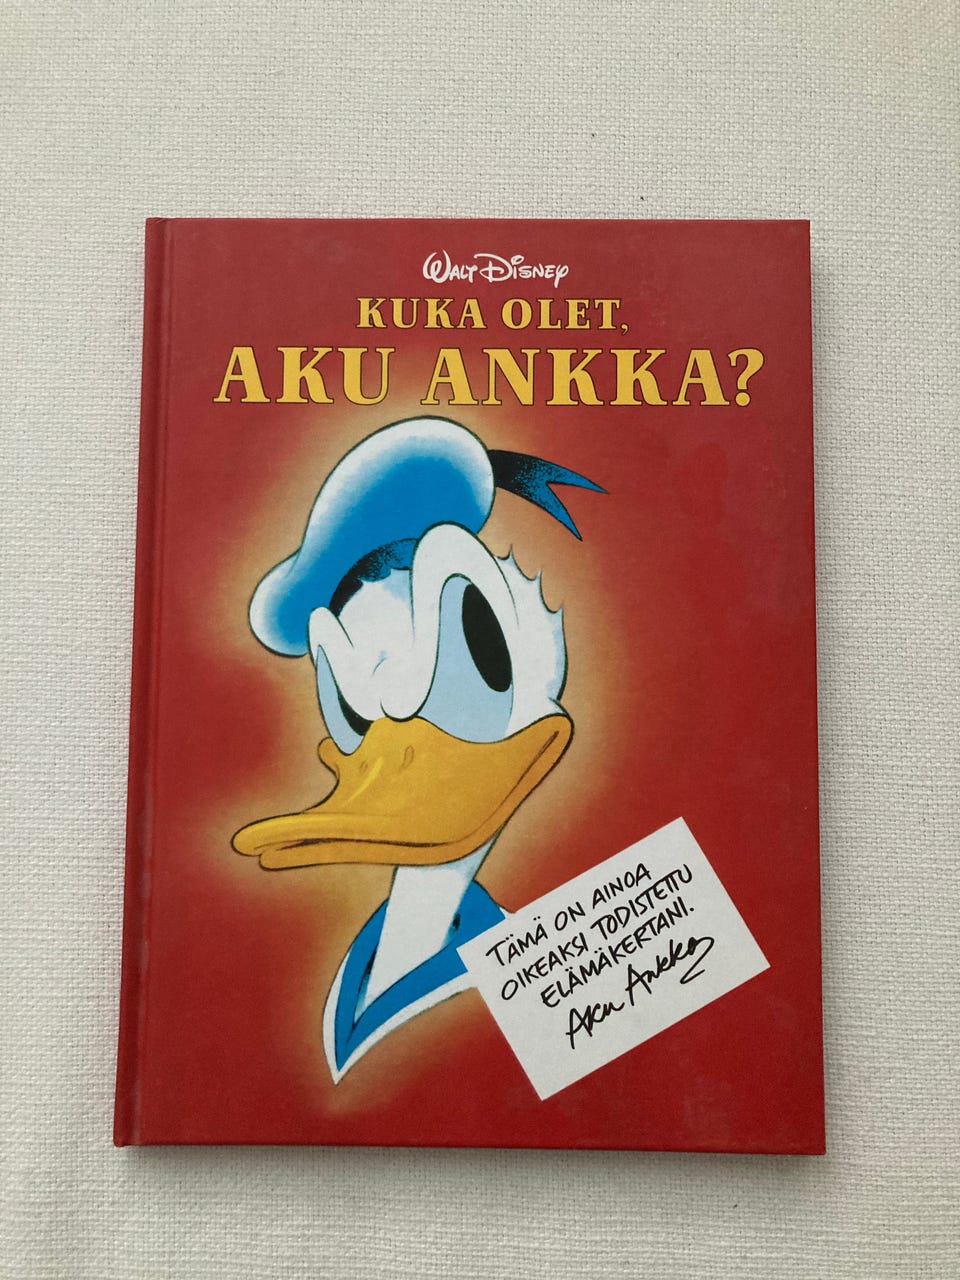 WALT DISNEY
KUKA OLET,
AKU ANKKA?
TÄMÄ ON AINOA
OIKEAKSI TODISTETTU
ELÄMÄKERTANI.
Aku Ankka